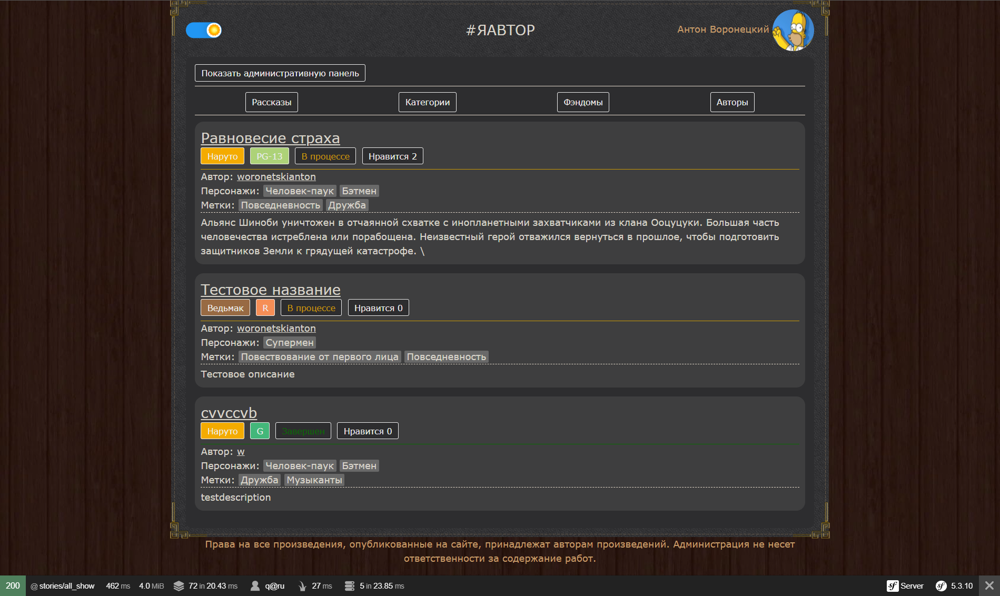 #ЯАВТОР
Антон Воронецкий
Показать административную панель
Рассказы Категории Фэндомы Авторы
Равновесие страха
Наруто PG-13 В процессе Нравится 2
Автор: woronetskianton
Персонажи: Человек-паук Бэтмен
Метки: Повседневность Дружба
Альянс Шиноби уничтожен в отчаянной схватке с инопланетными захватчиками из клана Ооцуцуки. Большая часть
человечества истреблена или порабощена. Неизвестный герой отважился вернуться в прошлое, чтобы подготовить
защитников Земли к грядущей катастрофе. \
Тестовое название
Ведьмак R В процессе Нравится 0
Автор: woronetskianton
Персонажи: Супермен
Метки: Повествование от первого лица Повседневность
Тестовое описание
cvvccvb
Наруто G Завершен Нравится 0
Автор: w
Персонажи: Человек-паук Бэтмен
Метки: Дружба Музыканты
testdescription
Права на все произведения, опубликованные на сайте, принадлежат авторам произведений. Администрация не несет
ответственности за содержание работ.
200 @ stories/all_show 462 ms 4.0 MiB 72 in 20.43 ms q@ru 27 ms 5 in 23.85 ms sf Server sf 5.3.10